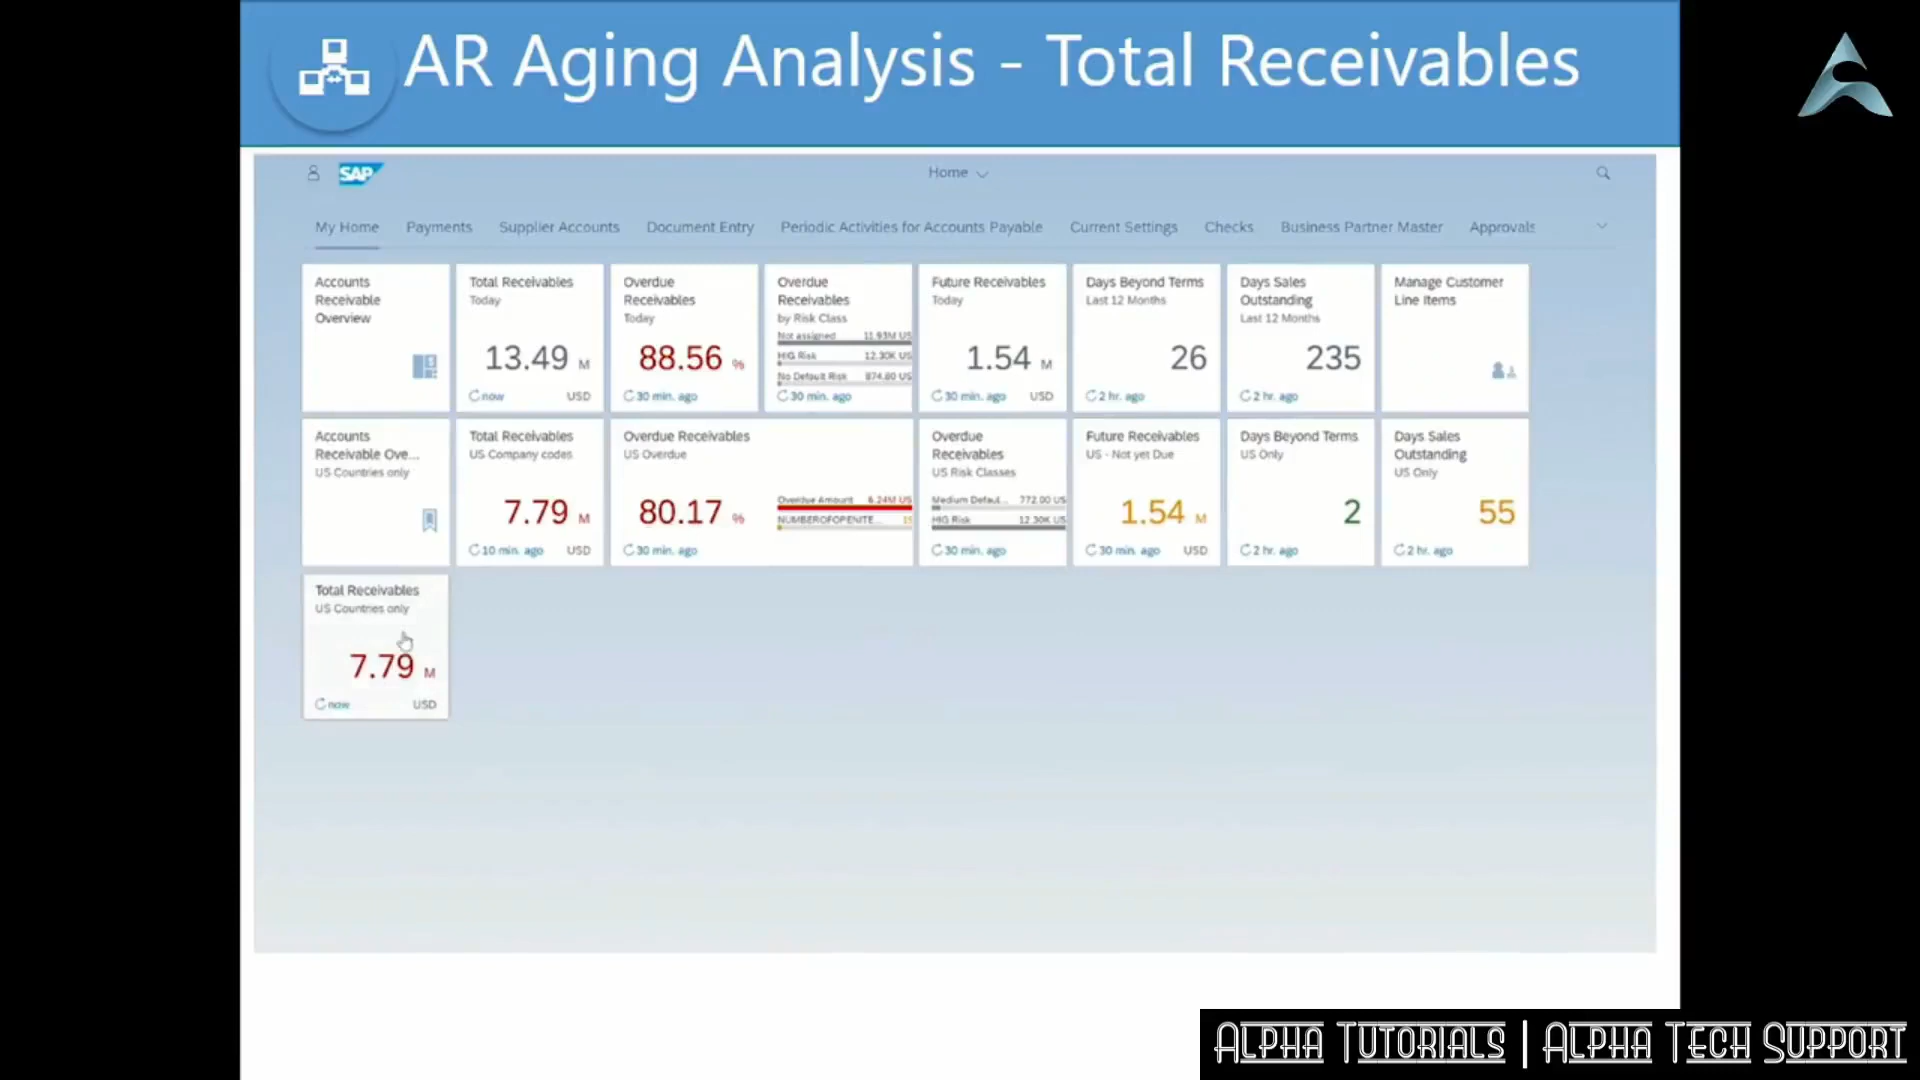 AR Aging Analysis - Total Receivables
SAP
Home
My Home Payments Supplier Accounts Document Entry Periodic Activities for Accounts Payable Current Settings Checks Business Partner Master Approvals
Accounts
Receivable
Overview
Total Receivables
Today
13.49 M
now USD
Overdue
Receivables
Today
88.56 %
30 min. ago
Overdue
Receivables
by Risk Class
Not assigned 11.93M US
HIG Risk 12.30K US
No Default Risk 874.80 US
30 min. ago
Future Receivables
Today
1.54 M
30 min. ago USD
Days Beyond Terms
Last 12 Months
26
2 hr. ago
Days Sales
Outstanding
Last 12 Months
235
2 hr. ago
Manage Customer
Line Items
Accounts
Receivable Ove...
US Countries only
Total Receivables
US Company codes
7.79 M
10 min. ago USD
Overdue Receivables
US Overdue
80.17 %
Overdue Amount 6.24M US
NUMBEROFOPENITE...
30 min. ago
Overdue
Receivables
US Risk Classes
Medium Defaul... 772.00 US
HIG Risk 12.30K US
30 min. ago
Future Receivables
US - Not yet Due
1.54 M
30 min. ago USD
Days Beyond Terms
US Only
2
2 hr. ago
Days Sales
Outstanding
US Only
55
2 hr. ago
Total Receivables
US Countries only
7.79 M
now USD
Alpha Tutorials | Alpha Tech Support